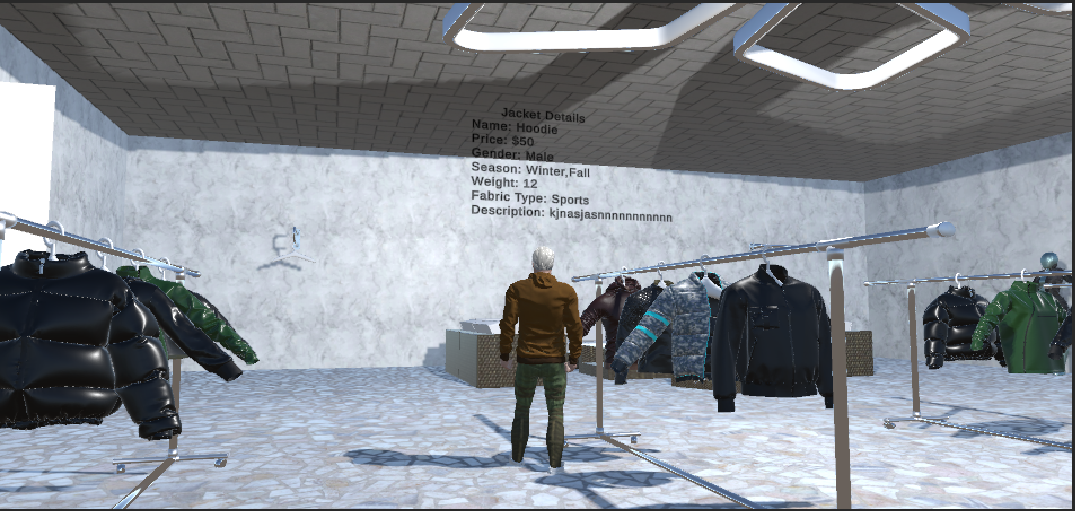 Jacket Details
Name: Hoodie
Price: $50
Gender: Male
Season: Winter,Fall
Weight: 12
Fabric Type: Sports
Description: kjnasjasnnnnnnnnnnn